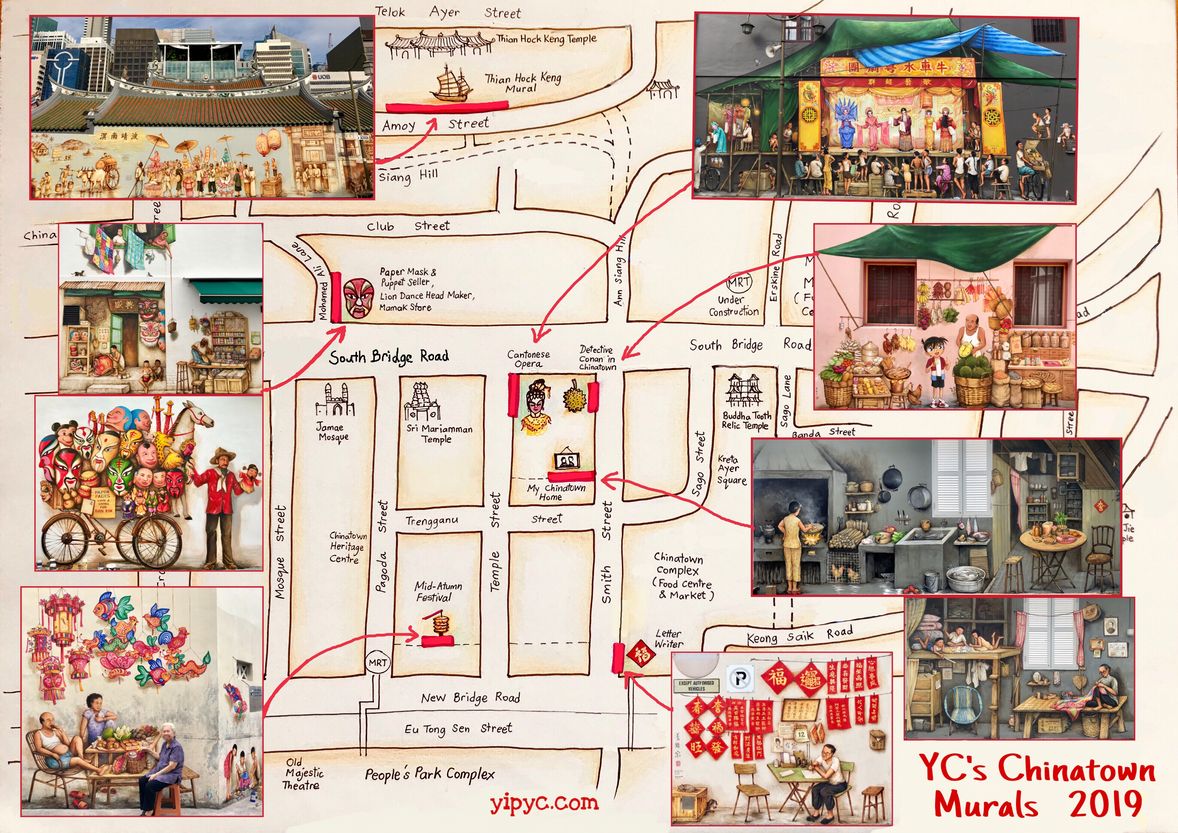 Telok Ayer Street
Thian Hock Keng Temple
Thian Hock Keng
Mural
Amoy Street
Siang Hill
UOB
Club Street
China
Mohamed Ali Lane
Paper Mask &
Puppet Seller,
Lion Dance Head Maker,
Mamak Store
Ann Siang Hill
MRT
Under
Construction
Erskine Road
South Bridge Road
South Bridge Road
Cantonese
Opera
Detective
Conan in
Chinatown
Jamae
Mosque
Sri Mariamman
Temple
Buddha Tooth
Relic Temple
Sago Lane
Banda Street
Sago Street
Kreta
Ayer
Square
My Chinatown
Home
Trengganu Street
Mosque Street
Pagoda Street
Temple Street
Smith Street
Chinatown
Heritage
Centre
Chinatown
Complex
(Food Centre
& Market)
Mid-Atumn
Festival
Letter
Writer
福
Keong Saik Road
MRT
New Bridge Road
Eu Tong Sen Street
Old
Majestic
Theatre
People's Park Complex
yipyc.com
EXCEPT AUTHORISED
VEHICLES
P
YC's Chinatown
Murals 2019